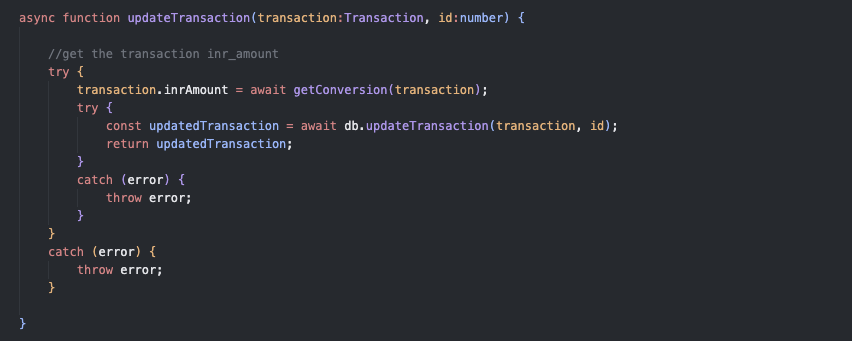 async function updateTransaction(transaction:Transaction, id:number) {
//get the transaction inr_amount
try {
transaction.inrAmount = await getConversion(transaction);
try {
const updatedTransaction = await db.updateTransaction(transaction, id);
return updatedTransaction;
}
catch (error) {
throw error;
}
}
catch (error) {
throw error;
}
}